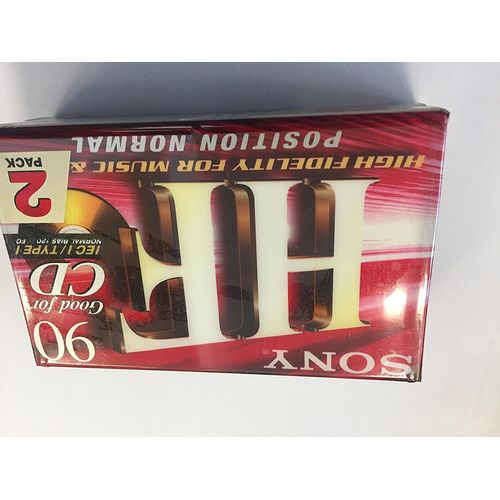 SONY
90
HF
Good for
CD
IEC I / TYPE I
NORMAL BIAS 120 EQ
2
PACK
HIGH FIDELITY FOR MUSIC &
POSITION NORMAL